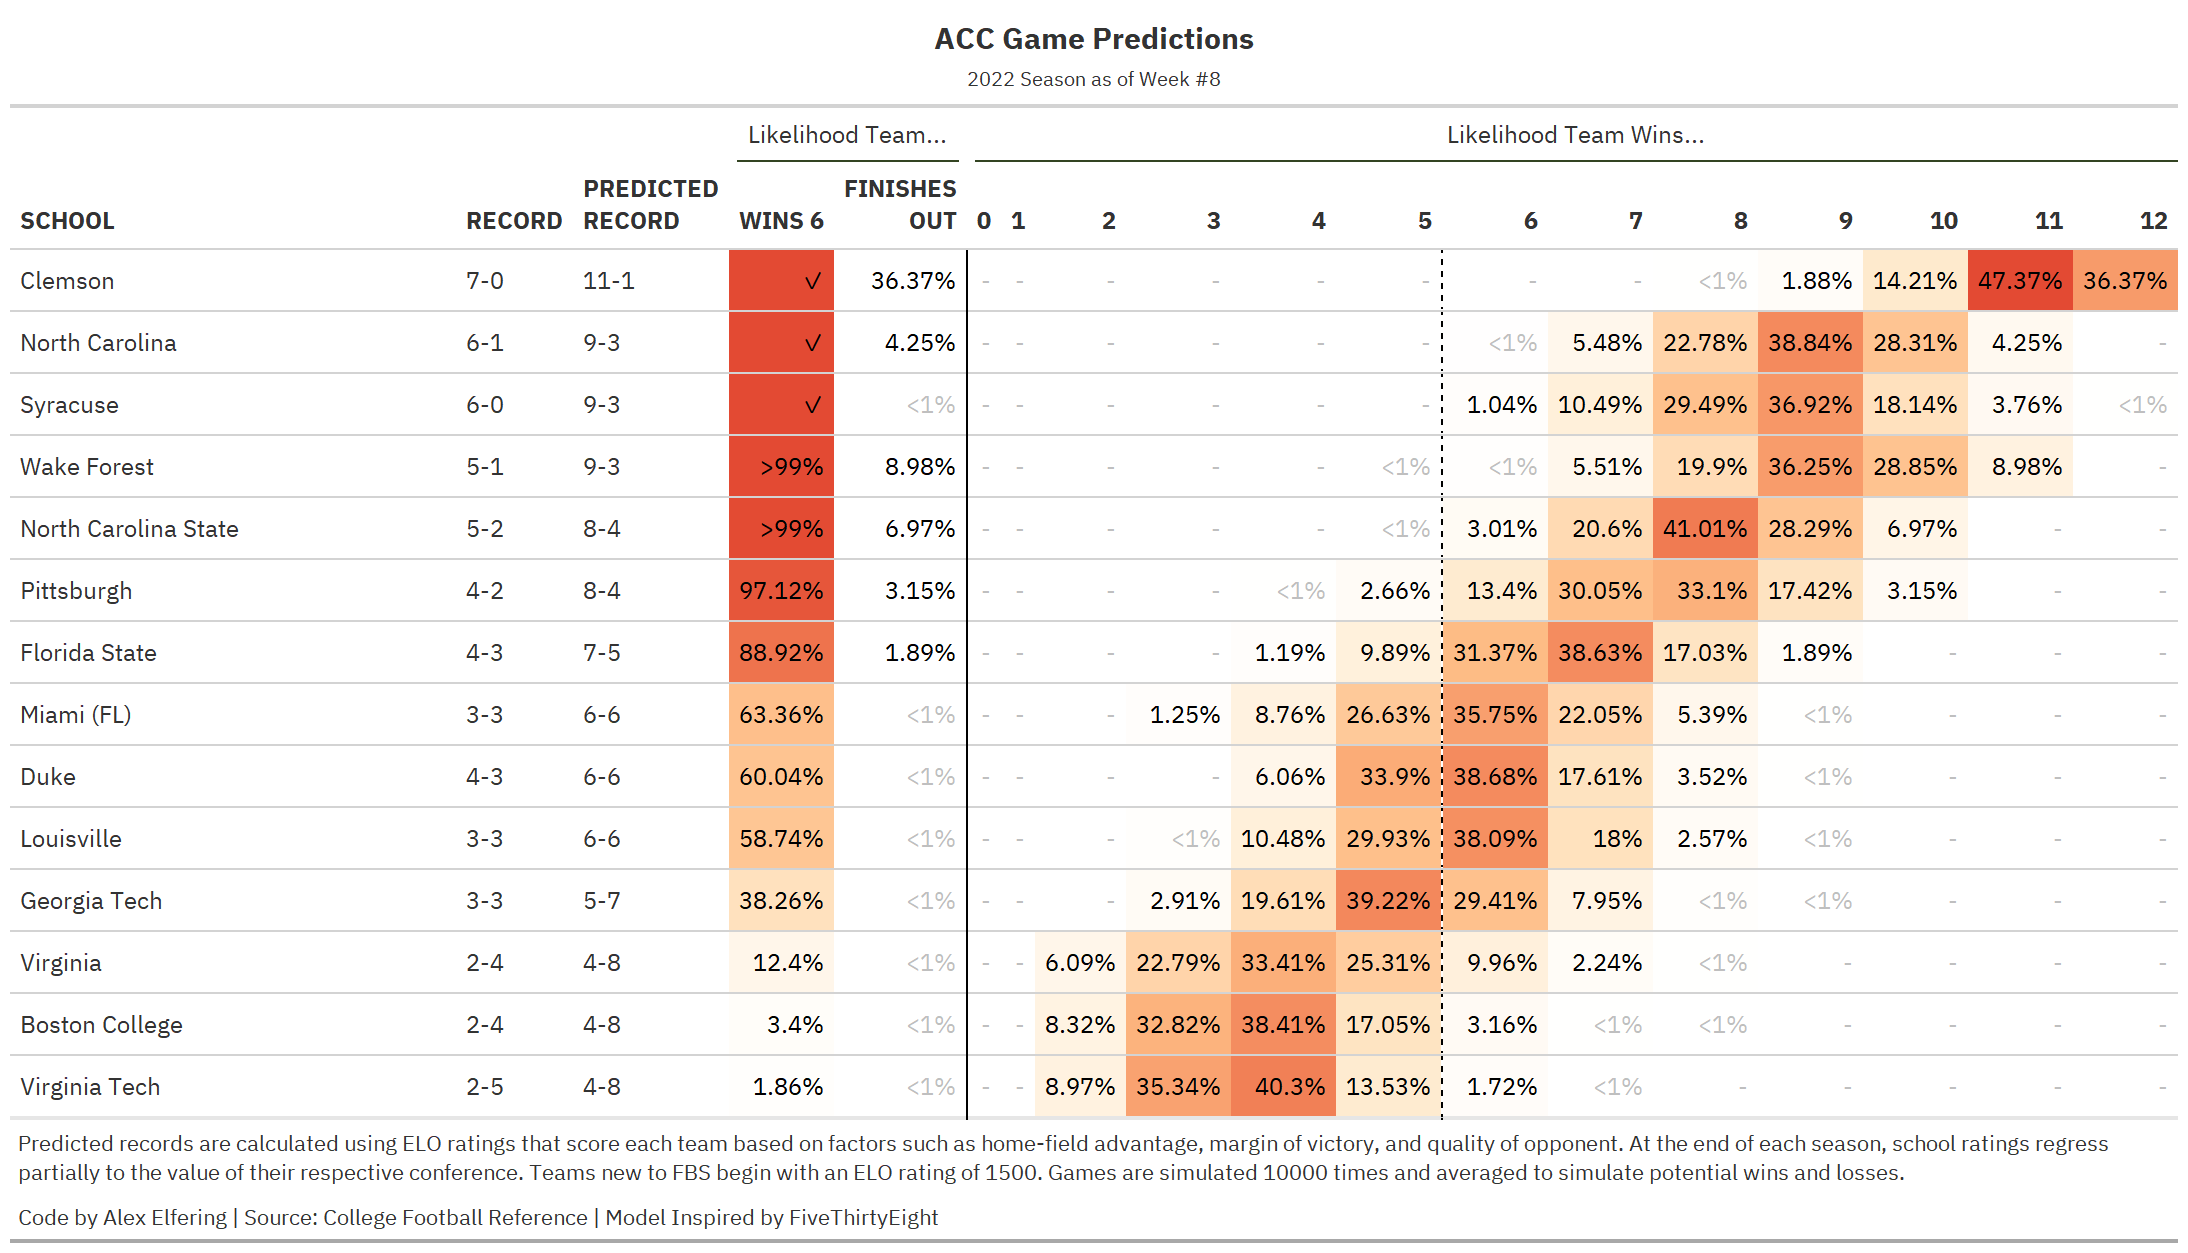 ACC Game Predictions
2022 Season as of Week #8
Likelihood Team... Likelihood Team Wins...
SCHOOL RECORD PREDICTED RECORD WINS 6 FINISHES OUT 0 1 2 3 4 5 6 7 8 9 10 11 12
Clemson 7-0 11-1 ✓ 36.37% - - - - - - - - <1% 1.88% 14.21% 47.37% 36.37%
North Carolina 6-1 9-3 ✓ 4.25% - - - - - - <1% 5.48% 22.78% 38.84% 28.31% 4.25% -
Syracuse 6-0 9-3 ✓ <1% - - - - - - 1.04% 10.49% 29.49% 36.92% 18.14% 3.76% <1%
Wake Forest 5-1 9-3 >99% 8.98% - - - - - <1% <1% 5.51% 19.9% 36.25% 28.85% 8.98% -
North Carolina State 5-2 8-4 >99% 6.97% - - - - - <1% 3.01% 20.6% 41.01% 28.29% 6.97% - -
Pittsburgh 4-2 8-4 97.12% 3.15% - - - - <1% 2.66% 13.4% 30.05% 33.1% 17.42% 3.15% - -
Florida State 4-3 7-5 88.92% 1.89% - - - - 1.19% 9.89% 31.37% 38.63% 17.03% 1.89% - - -
Miami (FL) 3-3 6-6 63.36% <1% - - - 1.25% 8.76% 26.63% 35.75% 22.05% 5.39% <1% - - -
Duke 4-3 6-6 60.04% <1% - - - - 6.06% 33.9% 38.68% 17.61% 3.52% <1% - - -
Louisville 3-3 6-6 58.74% <1% - - - <1% 10.48% 29.93% 38.09% 18% 2.57% <1% - - -
Georgia Tech 3-3 5-7 38.26% <1% - - - 2.91% 19.61% 39.22% 29.41% 7.95% <1% <1% - - -
Virginia 2-4 4-8 12.4% <1% - - 6.09% 22.79% 33.41% 25.31% 9.96% 2.24% <1% - - - -
Boston College 2-4 4-8 3.4% <1% - - 8.32% 32.82% 38.41% 17.05% 3.16% <1% <1% - - - -
Virginia Tech 2-5 4-8 1.86% <1% - - 8.97% 35.34% 40.3% 13.53% 1.72% <1% - - - - -
Predicted records are calculated using ELO ratings that score each team based on factors such as home-field advantage, margin of victory, and quality of opponent. At the end of each season, school ratings regress
partially to the value of their respective conference. Teams new to FBS begin with an ELO rating of 1500. Games are simulated 10000 times and averaged to simulate potential wins and losses.
Code by Alex Elfering | Source: College Football Reference | Model Inspired by FiveThirtyEight